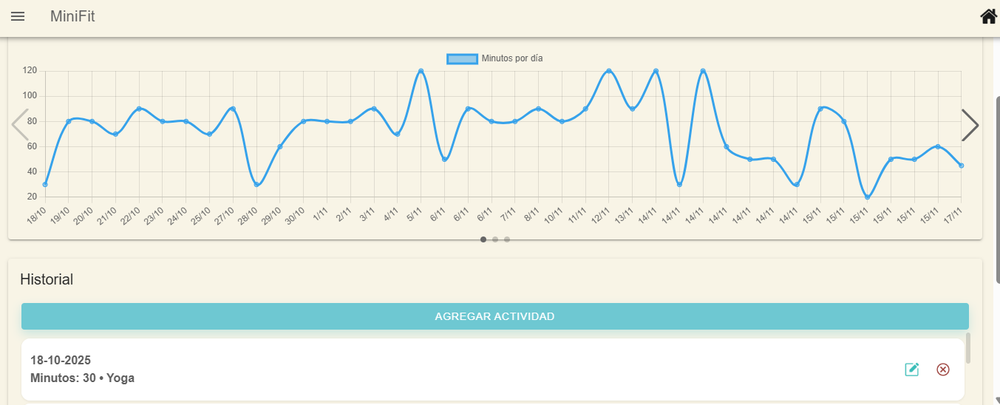 MiniFit
Minutos por día
120
100
80
60
40
20
18/10 19/10 20/10 21/10 22/10 23/10 24/10 25/10 27/10 28/10 29/10 30/10 1/11 2/11 3/11 4/11 5/11 6/11 6/11 6/11 7/11 8/11 10/11 11/11 12/11 13/11 14/11 14/11 14/11 14/11 14/11 14/11 14/11 15/11 15/11 15/11 15/11 15/11 15/11 17/11
Historial
AGREGAR ACTIVIDAD
18-10-2025
Minutos: 30 • Yoga